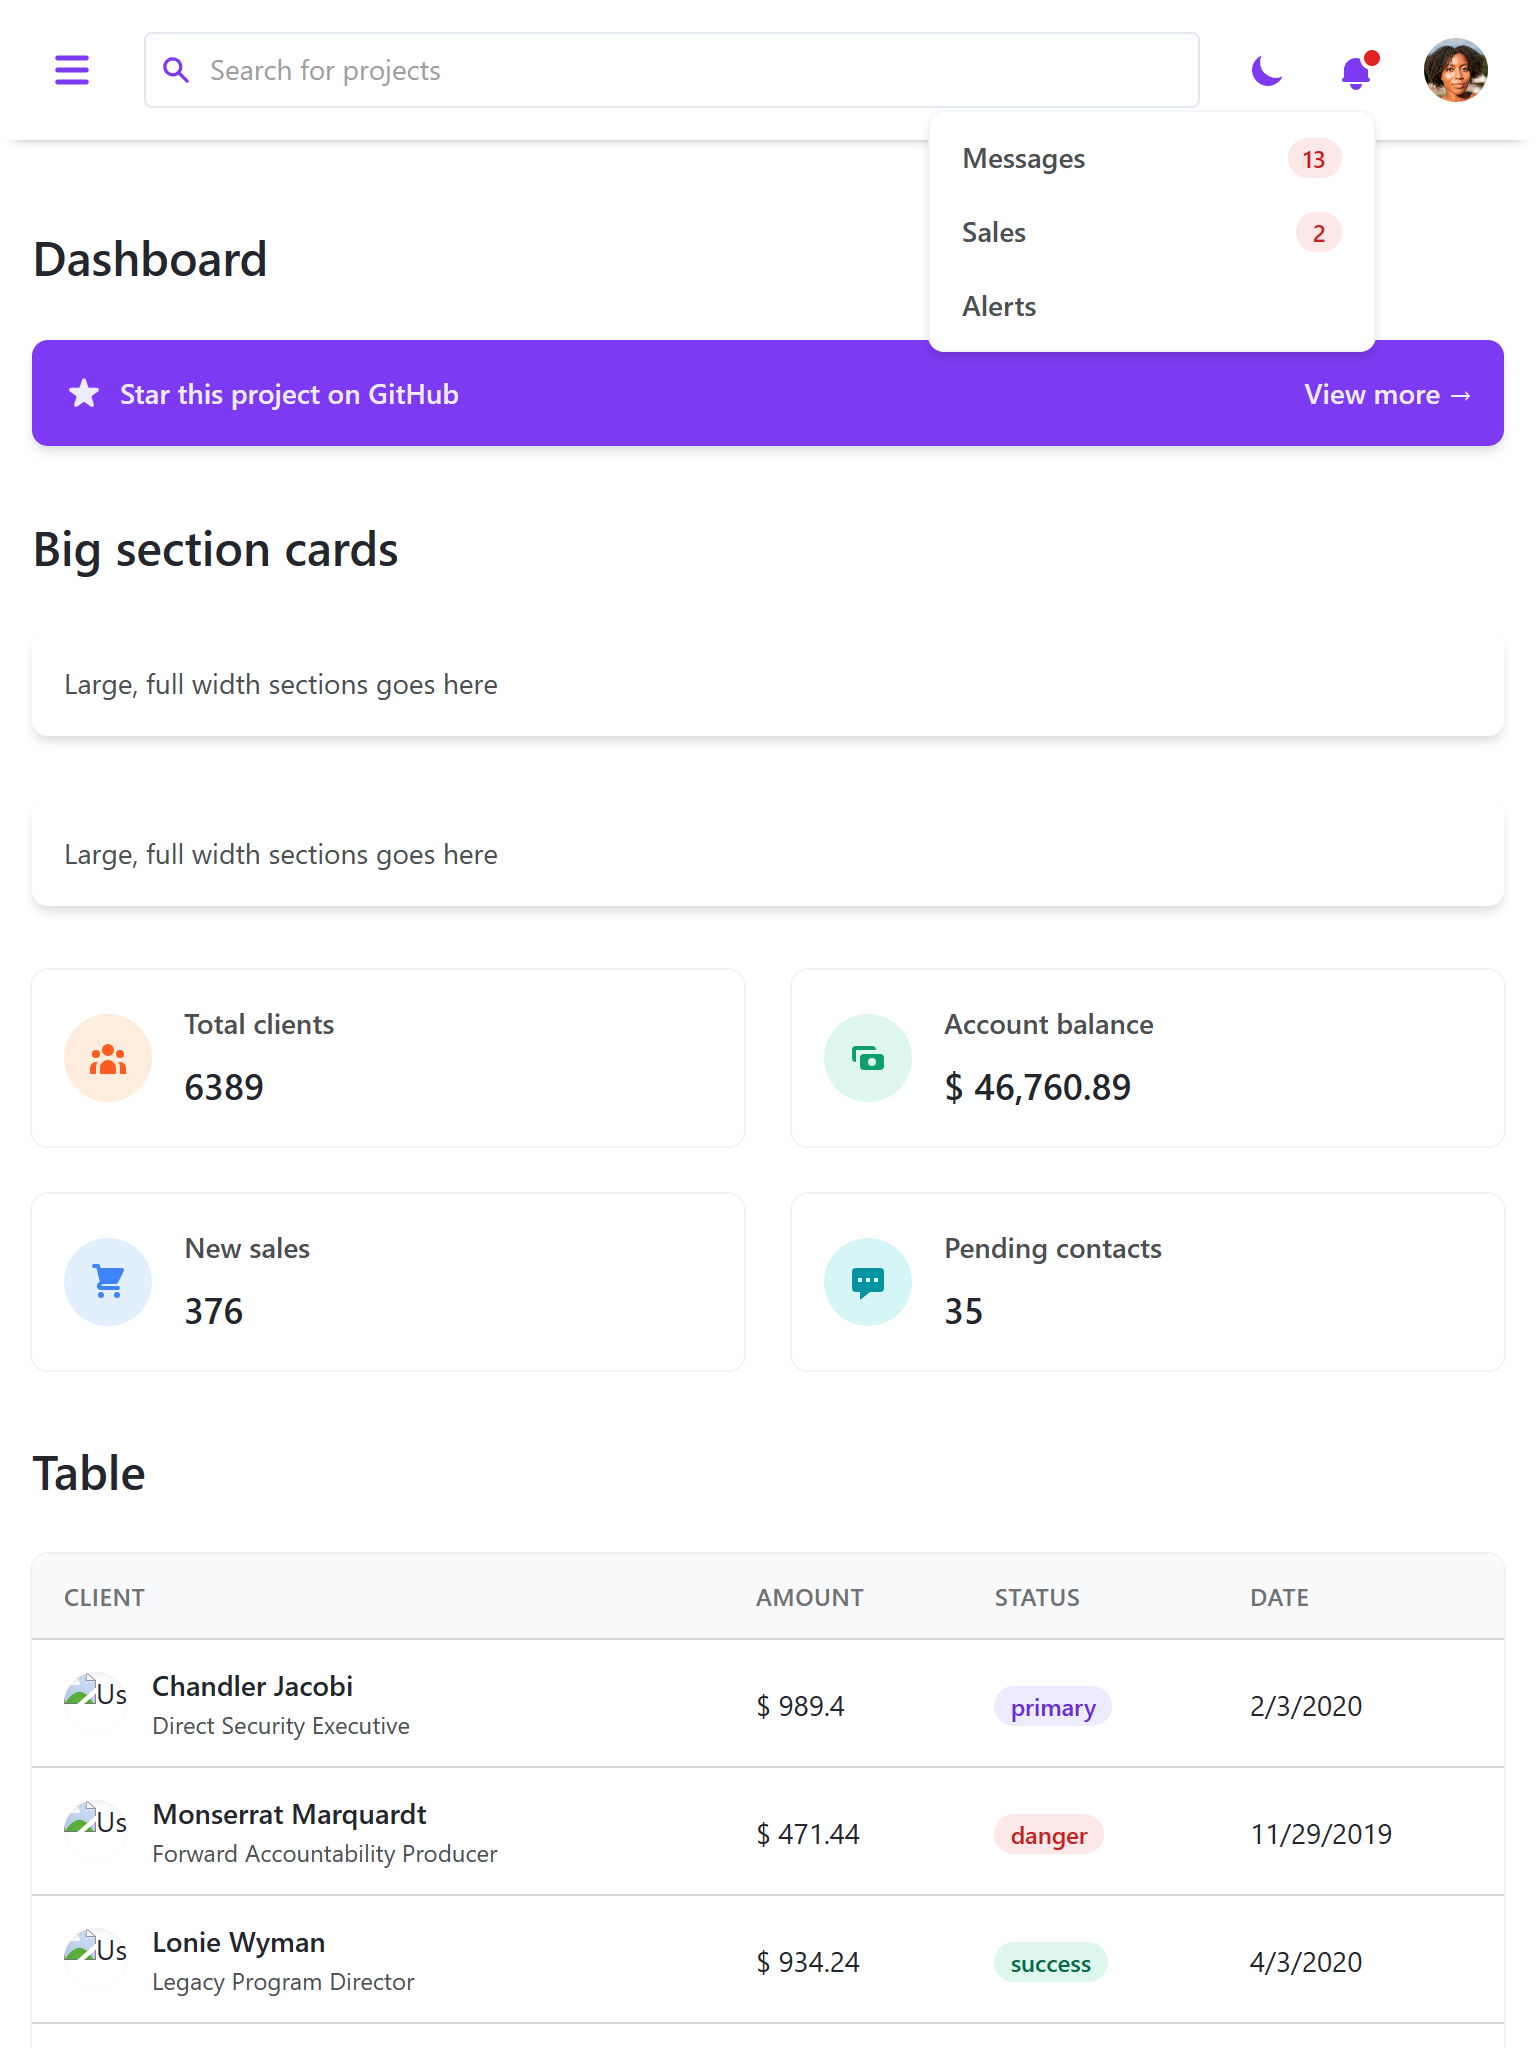 Search for projects
Messages 13
Sales 2
Alerts
Dashboard
Star this project on GitHub View more →
Big section cards
Large, full width sections goes here
Large, full width sections goes here
Total clients
6389
Account balance
$ 46,760.89
New sales
376
Pending contacts
35
Table
CLIENT AMOUNT STATUS DATE
Us Chandler Jacobi
Direct Security Executive
$ 989.4 primary 2/3/2020
Us Monserrat Marquardt
Forward Accountability Producer
$ 471.44 danger 11/29/2019
Us Lonie Wyman
Legacy Program Director
$ 934.24 success 4/3/2020